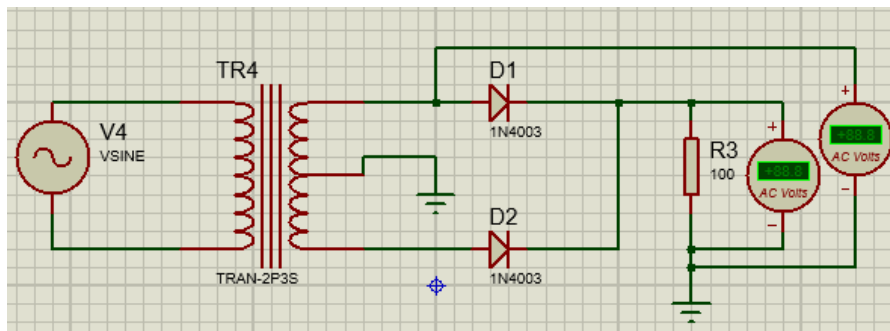 TR4
V4
VSINE
TRAN-2P3S
D1
1N4003
D2
1N4003
R3
100
+
+88.8
AC Volts
−
+
+88.8
AC Volts
−